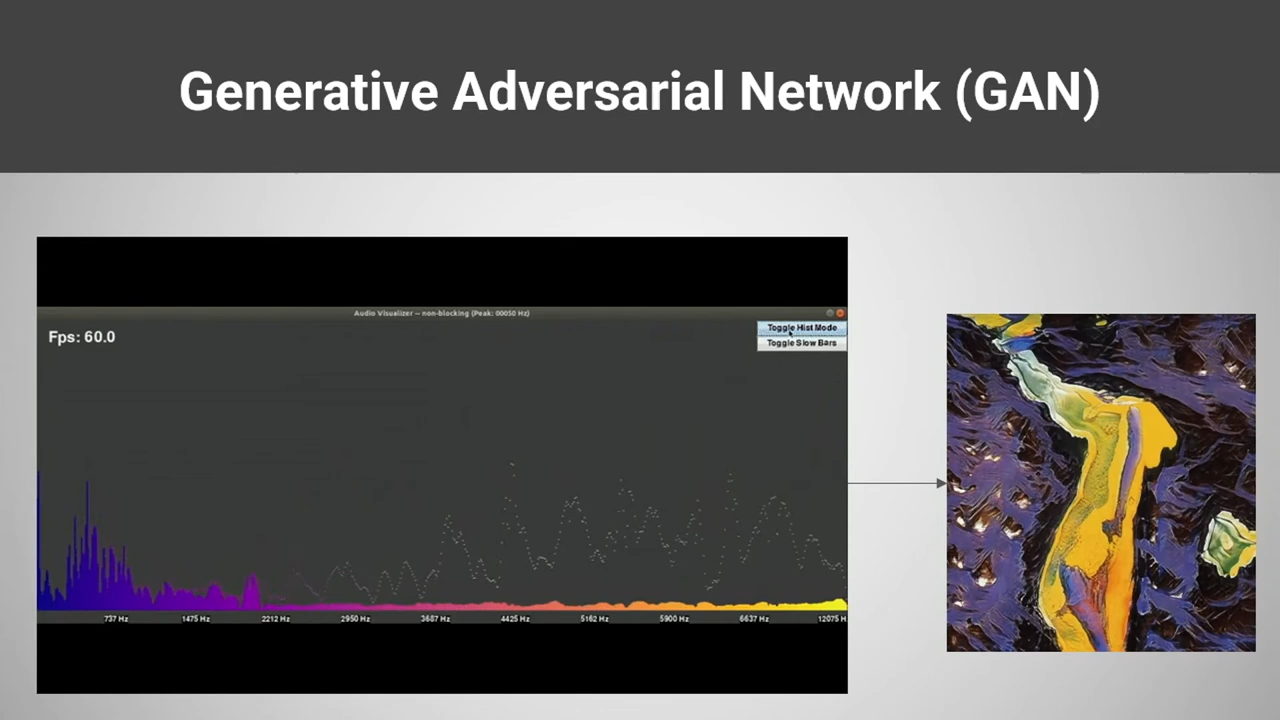 Generative Adversarial Network (GAN)
Audio Visualizer -- non-blocking (Peak: 00050 Hz)
Fps: 60.0
Toggle Hist Mode
Toggle Slow Bars
737 Hz 1475 Hz 2212 Hz 2950 Hz 3687 Hz 4425 Hz 5162 Hz 5900 Hz 6637 Hz 12075 H